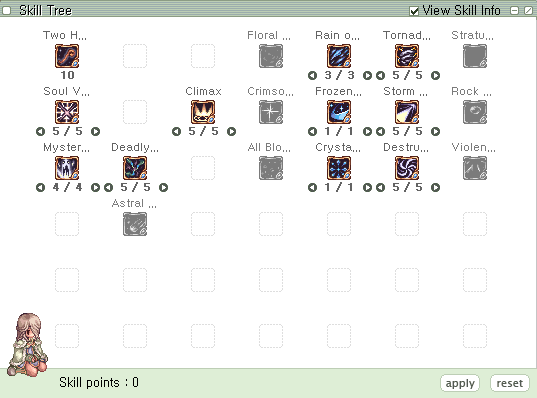 Skill Tree View Skill Info
Two H... Floral ... Rain o... Tornad... Stratu...
10 3 / 3 5 / 5
Soul V... Climax Crimso... Frozen... Storm ... Rock ...
5 / 5 5 / 5 1 / 1 5 / 5
Myster... Deadly... All Blo... Crysta... Destru... Violen...
4 / 4 5 / 5 1 / 1 5 / 5
Astral ...
Skill points : 0 apply reset